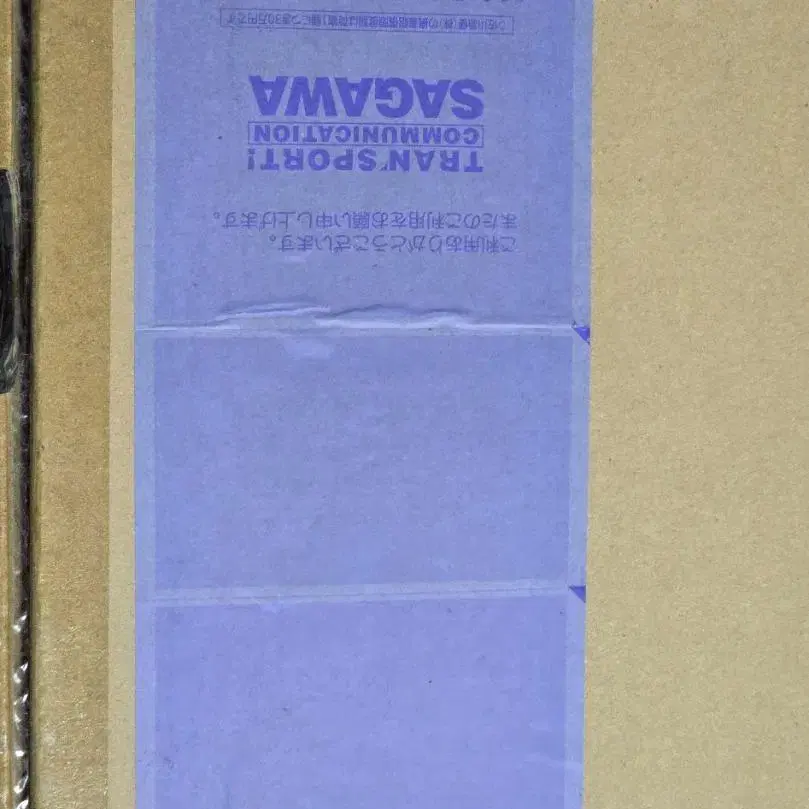 ご利用ありがとうございます。
またのご利用をお願い申し上げます。
TRAN'SPORT!
COMMUNICATION
SAGAWA